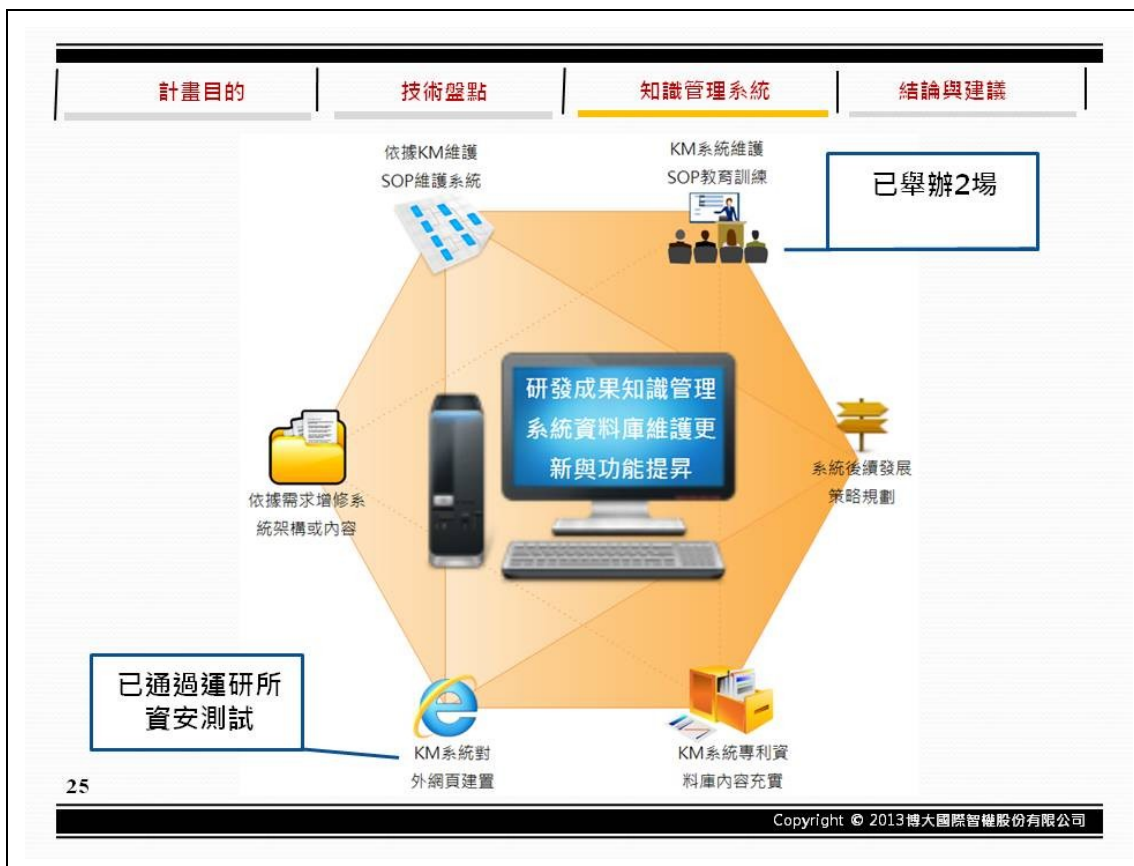 計畫目的
技術盤點
知識管理系統
結論與建議
依據KM維護
SOP維護系統
KM系統維護
SOP教育訓練
已舉辦2場
研發成果知識管理
系統資料庫維護更
新與功能提昇
依據需求增修系
統架構或內容
系統後續發展
策略規劃
已通過運研所
資安測試
KM系統對
外網頁建置
KM系統專利資
料庫內容充實
25
Copyright © 2013博大國際智權股份有限公司